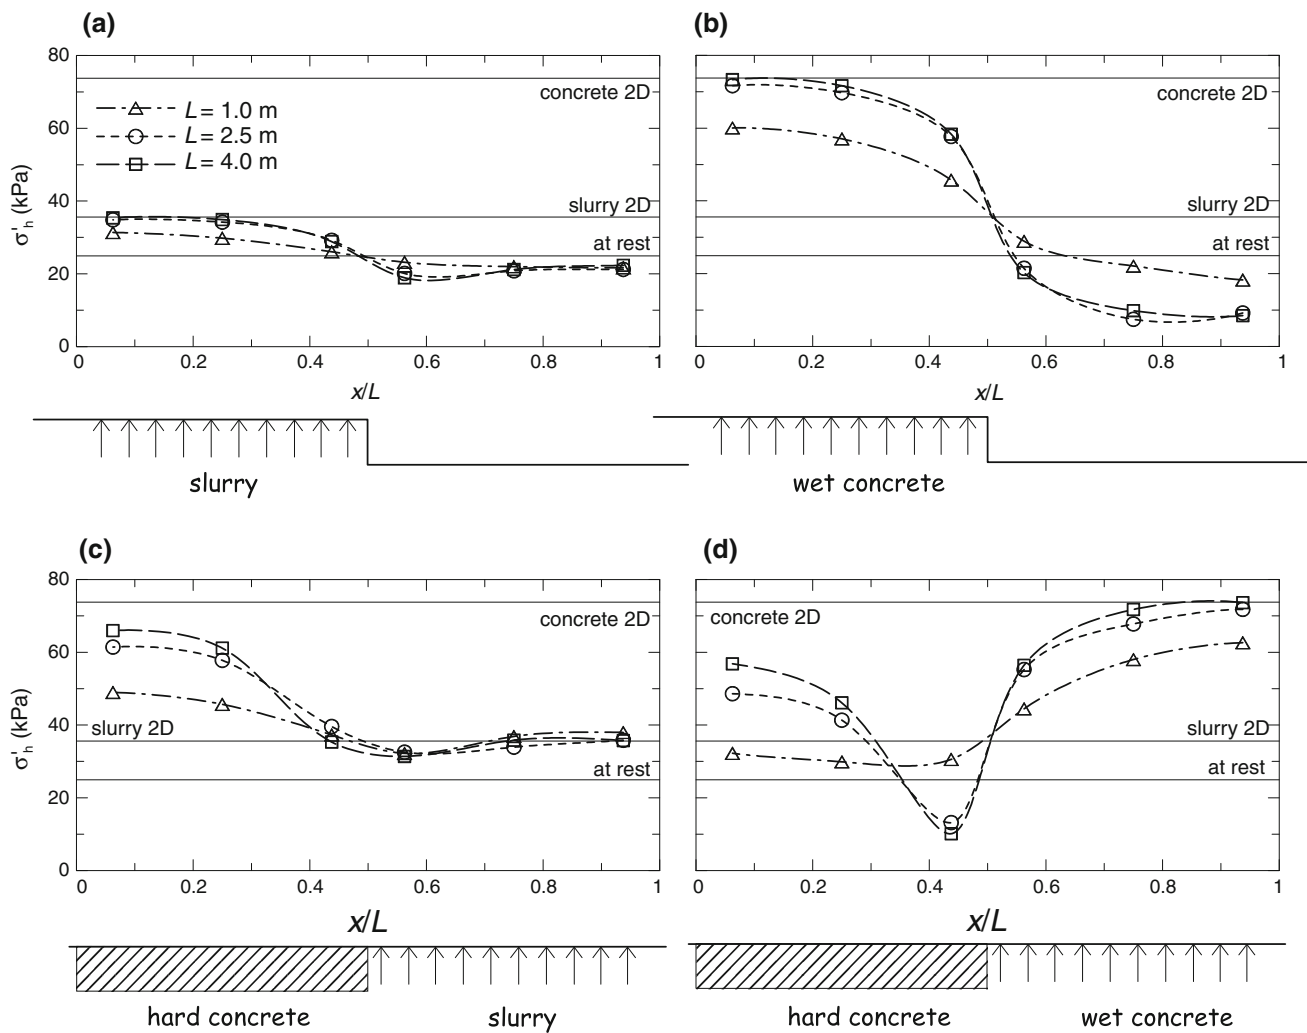 (a)
80
60
40
20
0
σ'h (kPa)
concrete 2D
L= 1.0 m
L= 2.5 m
L= 4.0 m
slurry 2D
at rest
0 0.2 0.4 0.6 0.8 1
x/L
slurry
(b)
concrete 2D
slurry 2D
at rest
0 0.2 0.4 0.6 0.8 1
x/L
wet concrete
(c)
80
60
40
20
0
σ'h (kPa)
concrete 2D
slurry 2D
at rest
0 0.2 0.4 0.6 0.8 1
x/L
hard concrete
slurry
(d)
concrete 2D
slurry 2D
at rest
0 0.2 0.4 0.6 0.8 1
x/L
hard concrete
wet concrete